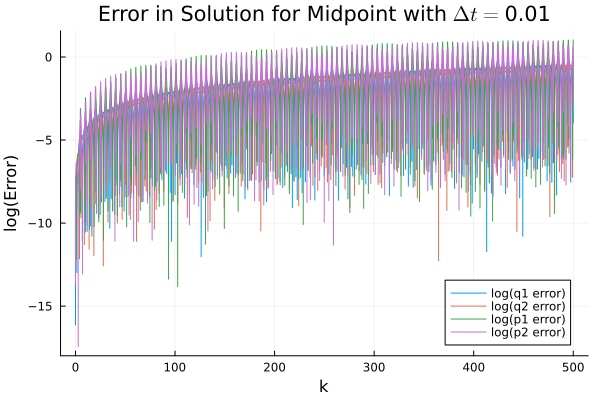 Error in Solution for Midpoint with Δt = 0.01
log(Error)
0
−5
−10
−15
0 100 200 300 400 500
k
log(q1 error)
log(q2 error)
log(p1 error)
log(p2 error)